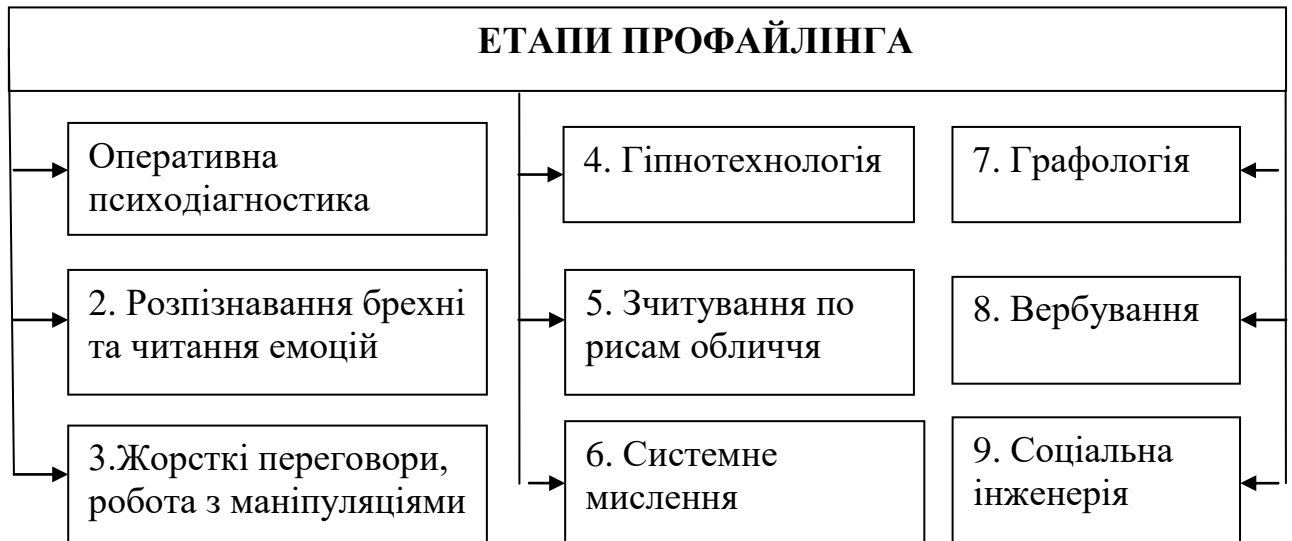 ЕТАПИ ПРОФАЙЛІНГА
Оперативна
психодіагностика
2. Розпізнавання брехні
та читання емоцій
3.Жорсткі переговори,
робота з маніпуляціями
4. Гіпнотехнологія
5. Зчитування по
рисам обличчя
6. Системне
мислення
7. Графологія
8. Вербування
9. Соціальна
інженерія